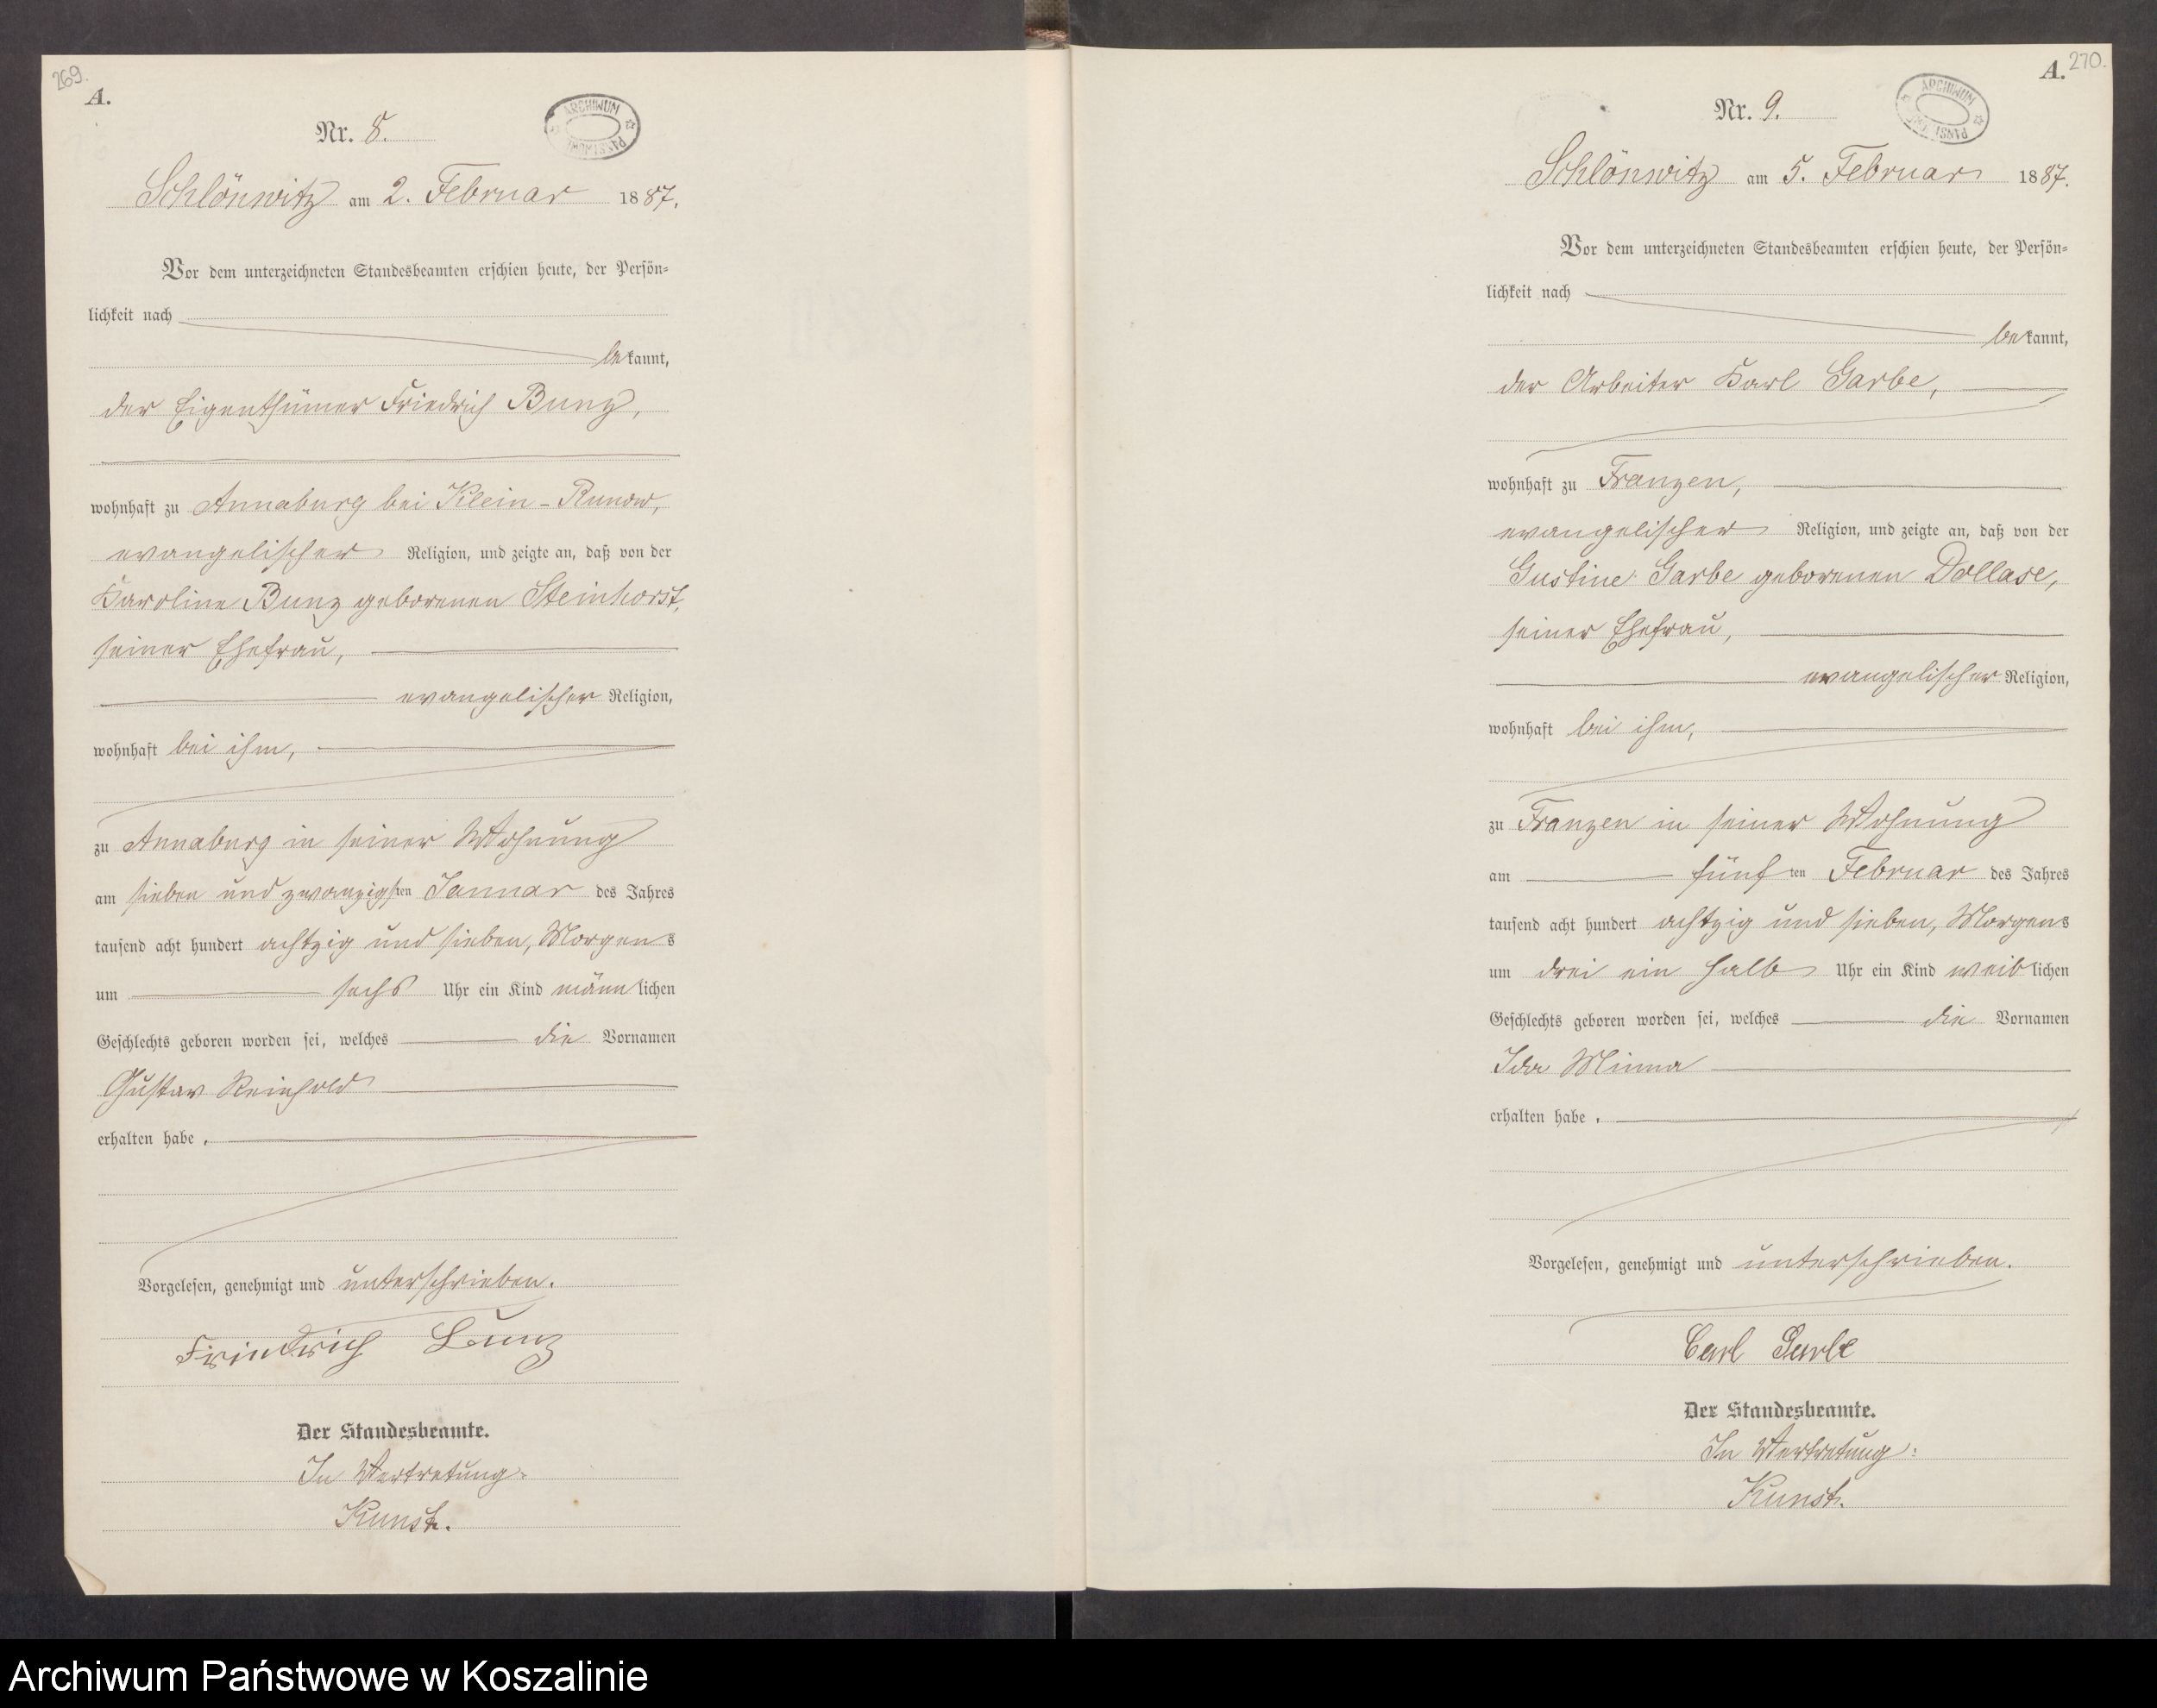 269.
A.
ARCHIWUM
Nr. 8.
Schlönwitz am 2. Februar 1887.
Vor dem unterzeichneten Standesbeamten erschien heute, der Persön=
lichkeit nach
bekannt,
der Eigenthümer Friedrich Bunz,
wohnhaft zu Annaburg bei Klein-Runow,
evangelischer Religion, und zeigte an, daß von der
Karoline Bunz geborenen Steinhorst,
seiner Ehefrau,
evangelischer Religion,
wohnhaft bei ihm,
zu Annaburg in seiner Wohnung
am sieben und zwanzigsten Januar des Jahres
tausend acht hundert achtzig und sieben, Morgens
um sechs Uhr ein Kind männlichen
Geschlechts geboren worden sei, welches die Vornamen
Gustav Reinhold
erhalten habe.
Vorgelesen, genehmigt und unterschrieben.
Friedrich Bunz
Der Standesbeamte.
In Vertretung:
Kunst.
270.
A.
ARCHIWUM
Nr. 9.
Schlönwitz am 5. Februar 1887.
Vor dem unterzeichneten Standesbeamten erschien heute, der Persön=
lichkeit nach
bekannt,
der Arbeiter Karl Garbe,
wohnhaft zu Franzen,
evangelischer Religion, und zeigte an, daß von der
Gustine Garbe geborenen Dollase,
seiner Ehefrau,
evangelischer Religion,
wohnhaft bei ihm,
zu Franzen in seiner Wohnung
am fünften Februar des Jahres
tausend acht hundert achtzig und sieben, Morgens
um drei ein halb Uhr ein Kind weiblichen
Geschlechts geboren worden sei, welches die Vornamen
Ida Minna
erhalten habe.
Vorgelesen, genehmigt und unterschrieben.
Carl Garbe
Der Standesbeamte.
In Vertretung:
Kunst.
Archiwum Państwowe w Koszalinie